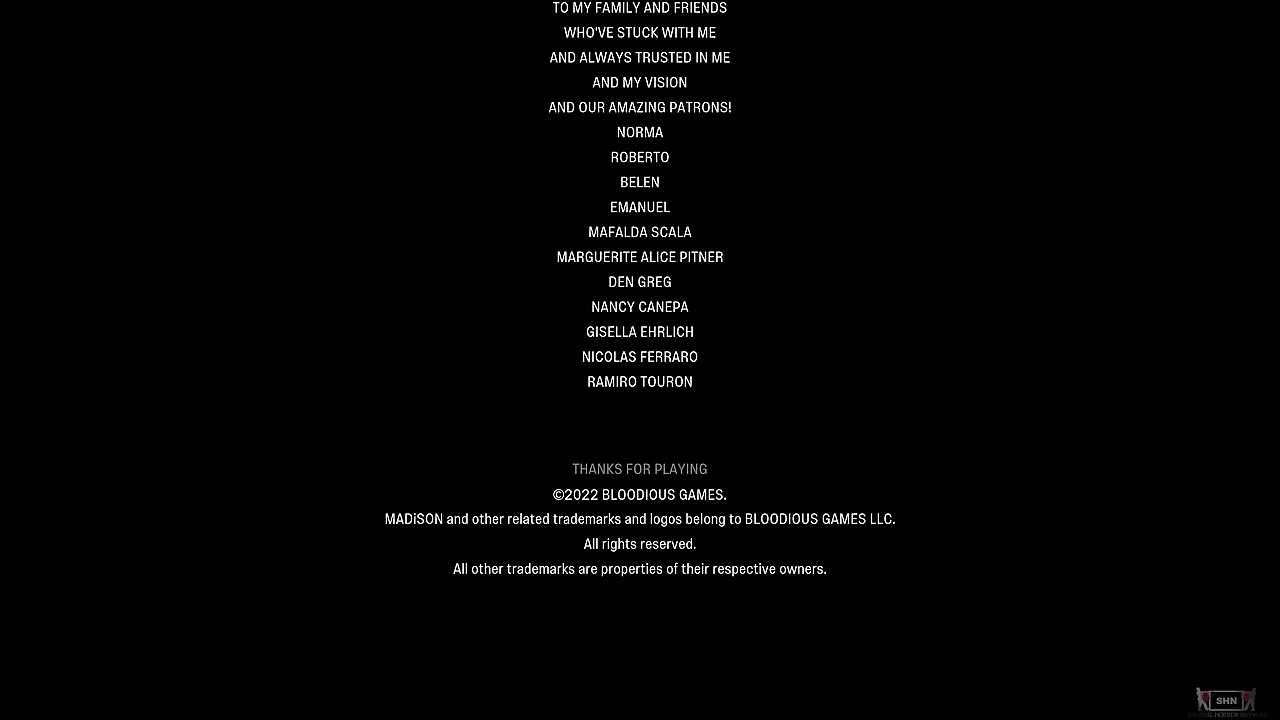 TO MY FAMILY AND FRIENDS
WHO'VE STUCK WITH ME
AND ALWAYS TRUSTED IN ME
AND MY VISION
AND OUR AMAZING PATRONS!
NORMA
ROBERTO
BELEN
EMANUEL
MAFALDA SCALA
MARGUERITE ALICE PITNER
DEN GREG
NANCY CANEPA
GISELLA EHRLICH
NICOLAS FERRARO
RAMIRO TOURON
THANKS FOR PLAYING
©2022 BLOODIOUS GAMES.
MADiSON and other related trademarks and logos belong to BLOODIOUS GAMES LLC.
All rights reserved.
All other trademarks are properties of their respective owners.
SHN